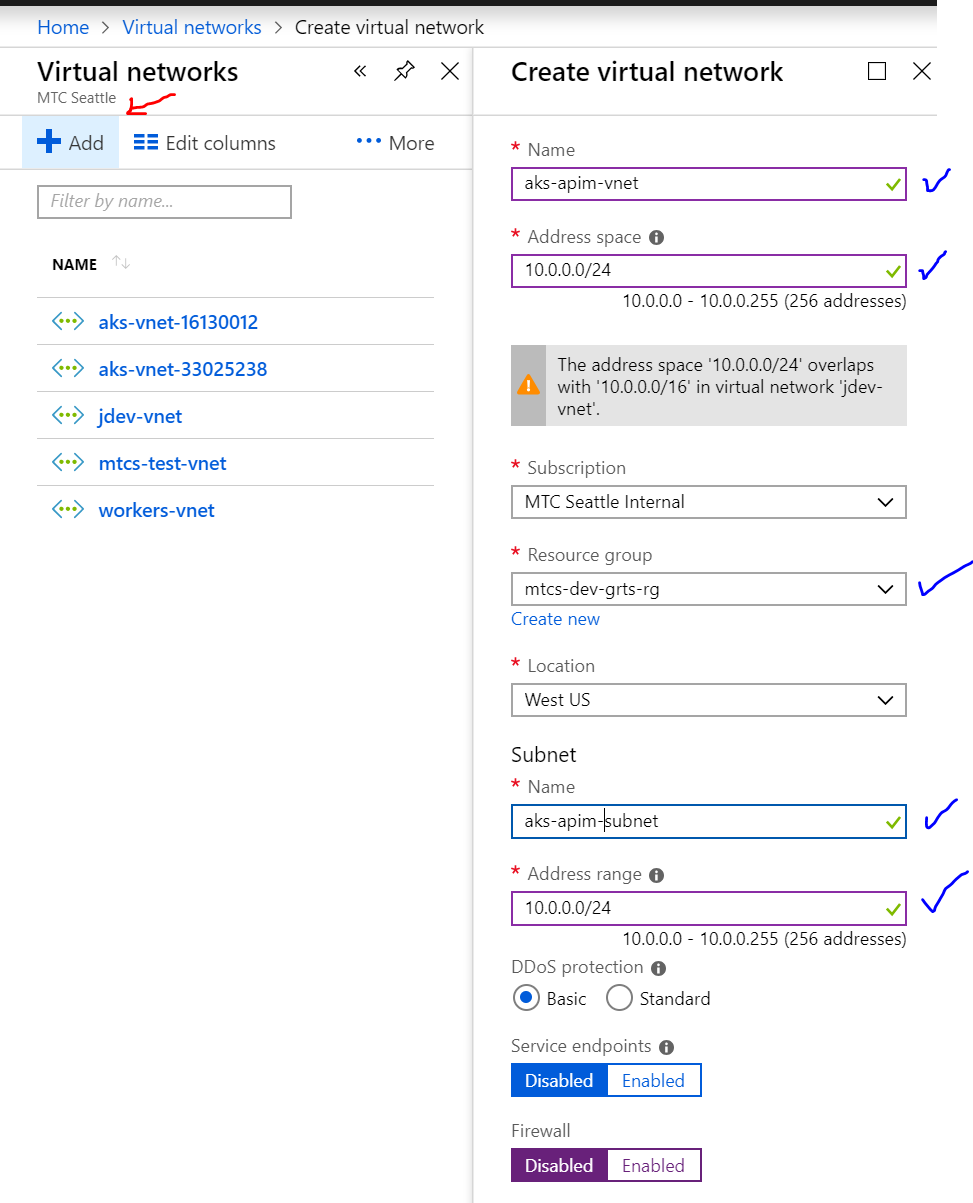 Home > Virtual networks > Create virtual network
Virtual networks
MTC Seattle
Add
Edit columns
More
Filter by name...
NAME
aks-vnet-16130012
aks-vnet-33025238
jdev-vnet
mtcs-test-vnet
workers-vnet
Create virtual network
* Name
aks-apim-vnet
* Address space
10.0.0.0/24
10.0.0.0 - 10.0.0.255 (256 addresses)
The address space '10.0.0.0/24' overlaps
with '10.0.0.0/16' in virtual network 'jdev-
vnet'.
* Subscription
MTC Seattle Internal
* Resource group
mtcs-dev-grts-rg
Create new
* Location
West US
Subnet
* Name
aks-apim-subnet
* Address range
10.0.0.0/24
10.0.0.0 - 10.0.0.255 (256 addresses)
DDoS protection
Basic Standard
Service endpoints
Disabled Enabled
Firewall
Disabled Enabled